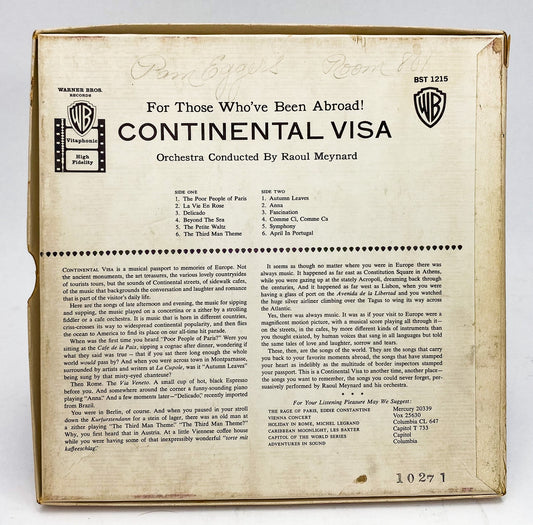 Pam Eggers Room
BST 1215
WARNER BROS.
RECORDS
WB
Vitaphonic
High
Fidelity
WB
For Those Who've Been Abroad!
CONTINENTAL VISA
Orchestra Conducted By Raoul Meynard
SIDE ONE
1. The Poor People of Paris
2. La Vie En Rose
3. Delicado
4. Beyond The Sea
5. The Petite Waltz
6. The Third Man Theme
SIDE TWO
1. Autumn Leaves
2. Anna
3. Fascination
4. Comme Ci, Comme Ca
5. Symphony
6. April In Portugal
CONTINENTAL VISA is a musical passport to memories of Europe. Not
the ancient monuments, the art treasures, the various lovely countrysides
of tourists tours, but the sounds of Continental streets, of sidewalk cafes,
of the music that backgrounds the conversation and laughter and romance
that is part of the visitor's daily life.
Here are the songs of late afternoon and evening, the music for sipping
and supping, the music played on a concertina or a zither by a strolling
fiddler or a cafe orchestra. It is music that is born in different countries,
criss-crosses its way to widespread continental popularity, and then flies
the ocean to America to find its place on our all-time hit parade.
When was the first time you heard "Poor People of Paris?" Were you
sitting at the Cafe de la Paix, sipping a cognac after dinner, wondering if
what they said was true — that if you sat there long enough the whole
world would pass by? And when you were across town in Montparnasse,
surrounded by artists and writers at La Cupole, was it "Autumn Leaves"
being sung by that misty-eyed chanteuse?
Then Rome. The Via Veneto. A small cup of hot, black Espresso
before you. And somewhere around the corner a funny-sounding piano
playing "Anna." And a few moments later—"Delicado," recently imported
from Brazil.
You were in Berlin, of course. And when you paused in your stroll
down the Kurfurstendam for a stein of lager, there was an old man at
a zither playing "The Third Man Theme." "The Third Man Theme?"
Why, you first heard that in Austria. At a little Viennese coffee house
while you were having some of that inexpressibly wonderful "torte mit
kaffeeschlag."
It seems as though no matter where you were in Europe there was
always music. It happened as far east as Constitution Square in Athens,
while you were gazing up at the stately Acropoli, dreaming back through
the centuries, And it happened as far west as Lisbon, when you were
having a glass of port on the Avenida de la Libertad and you watched
the huge silver airliner climbing over the Tagus to wing its way across
the Atlantic.
Yes, there was always music. It was as if your visit to Europe were a
magnificent motion picture, with a musical score playing all through it—
on the streets, in the cafes, by more different kinds of instruments than
you thought existed, by human voices that sang in all languages but told
the same tales of love and laughter, sorrow and tears.
These, then, are the songs of the world. They are the songs that carry
you back to your favorite moments abroad, the songs that have stamped
your heart as indelibly as the multitude of border inspectors stamped
your passport. This is a Continental Visa to another time, another place—
the songs you want to remember, the songs you could never forget, per-
suasively performed by Raoul Meynard and his orchestra.
* * *
For Your Listening Pleasure May We Suggest:
THE RAGE OF PARIS, EDDIE CONSTANTINE Mercury 20339
VIENNA CONCERT Vox 25630
HOLIDAY IN ROME, MICHEL LEGRAND Columbia CL 647
CARIBBEAN MOONLIGHT, LES BAXTER Capitol T 733
CAPITOL OF THE WORLD SERIES Capitol
ADVENTURES IN SOUND Columbia
10271